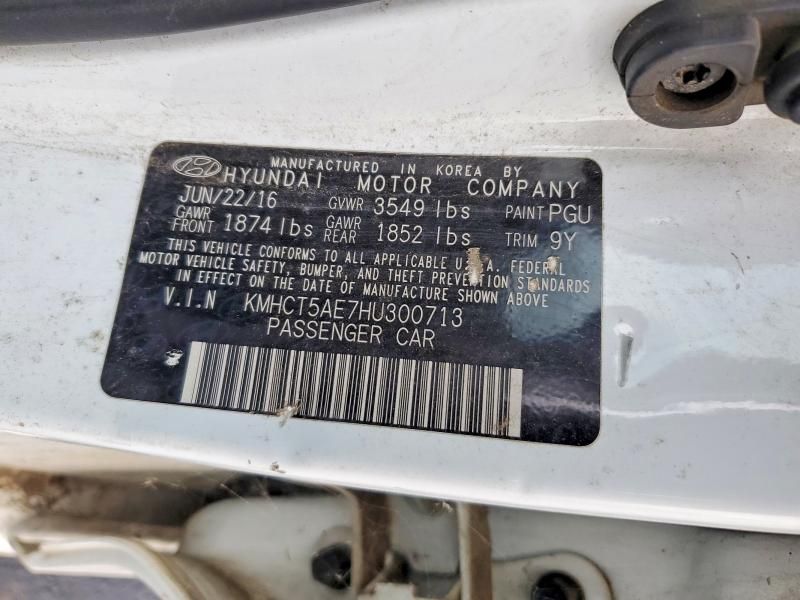 MANUFACTURED IN KOREA BY
HYUNDAI MOTOR COMPANY
JUN/22/16 GVWR 3549 lbs PAINT PGU
GAWR FRONT 1874 lbs GAWR REAR 1852 lbs TRIM 9Y
THIS VEHICLE CONFORMS TO ALL APPLICABLE U.S.A. FEDERAL
MOTOR VEHICLE SAFETY, BUMPER, AND THEFT PREVENTION STANDARDS
IN EFFECT ON THE DATE OF MANUFACTURE SHOWN ABOVE.
V.I.N KMHCT5AE7HU300713
PASSENGER CAR